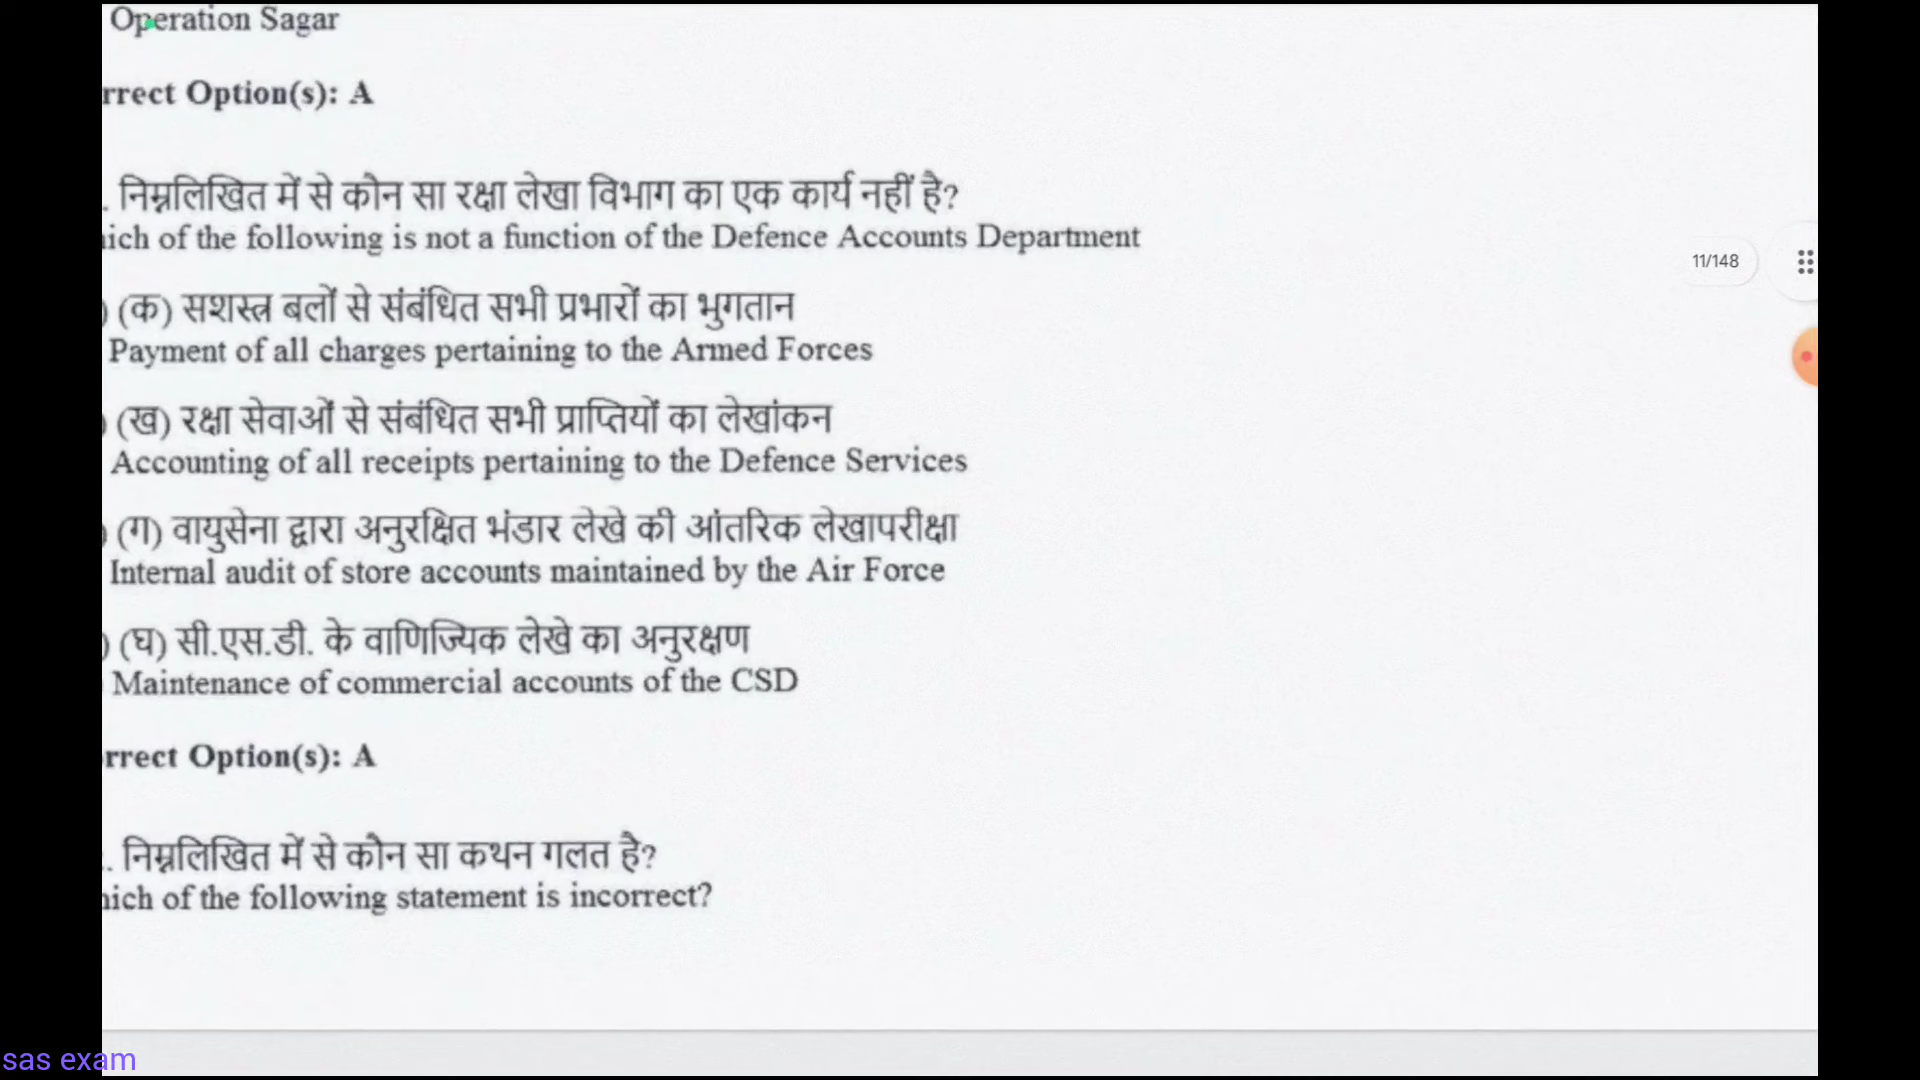 Operation Sagar
rrect Option(s): A
. निम्नलिखित में से कौन सा रक्षा लेखा विभाग का एक कार्य नहीं है?
ich of the following is not a function of the Defence Accounts Department
11/148
) (क) सशस्त्र बलों से संबंधित सभी प्रभारों का भुगतान
Payment of all charges pertaining to the Armed Forces
) (ख) रक्षा सेवाओं से संबंधित सभी प्राप्तियों का लेखांकन
Accounting of all receipts pertaining to the Defence Services
) (ग) वायुसेना द्वारा अनुरक्षित भंडार लेखे की आंतरिक लेखापरीक्षा
Internal audit of store accounts maintained by the Air Force
) (घ) सी.एस.डी. के वाणिज्यिक लेखे का अनुरक्षण
Maintenance of commercial accounts of the CSD
rrect Option(s): A
. निम्नलिखित में से कौन सा कथन गलत है?
ich of the following statement is incorrect?
sas exam